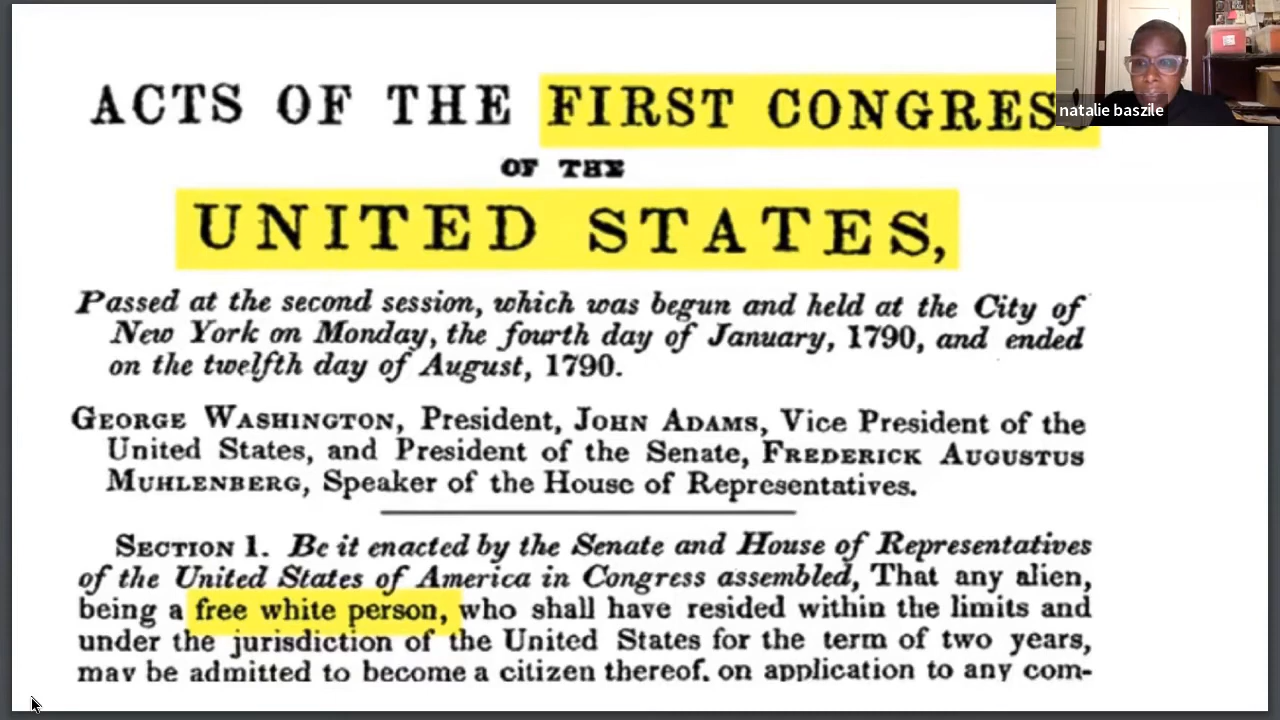 ACTS OF THE FIRST CONGRESS
OF THE
UNITED STATES,
Passed at the second session, which was begun and held at the City of
New York on Monday, the fourth day of January, 1790, and ended
on the twelfth day of August, 1790.
GEORGE WASHINGTON, President, JOHN ADAMS, Vice President of the
United States, and President of the Senate, FREDERICK AUGUSTUS
MUHLENBERG, Speaker of the House of Representatives.
SECTION 1. Be it enacted by the Senate and House of Representatives
of the United States of America in Congress assembled, That any alien,
being a free white person, who shall have resided within the limits and
under the jurisdiction of the United States for the term of two years,
may be admitted to become a citizen thereof, on application to any com-
natalie baszile